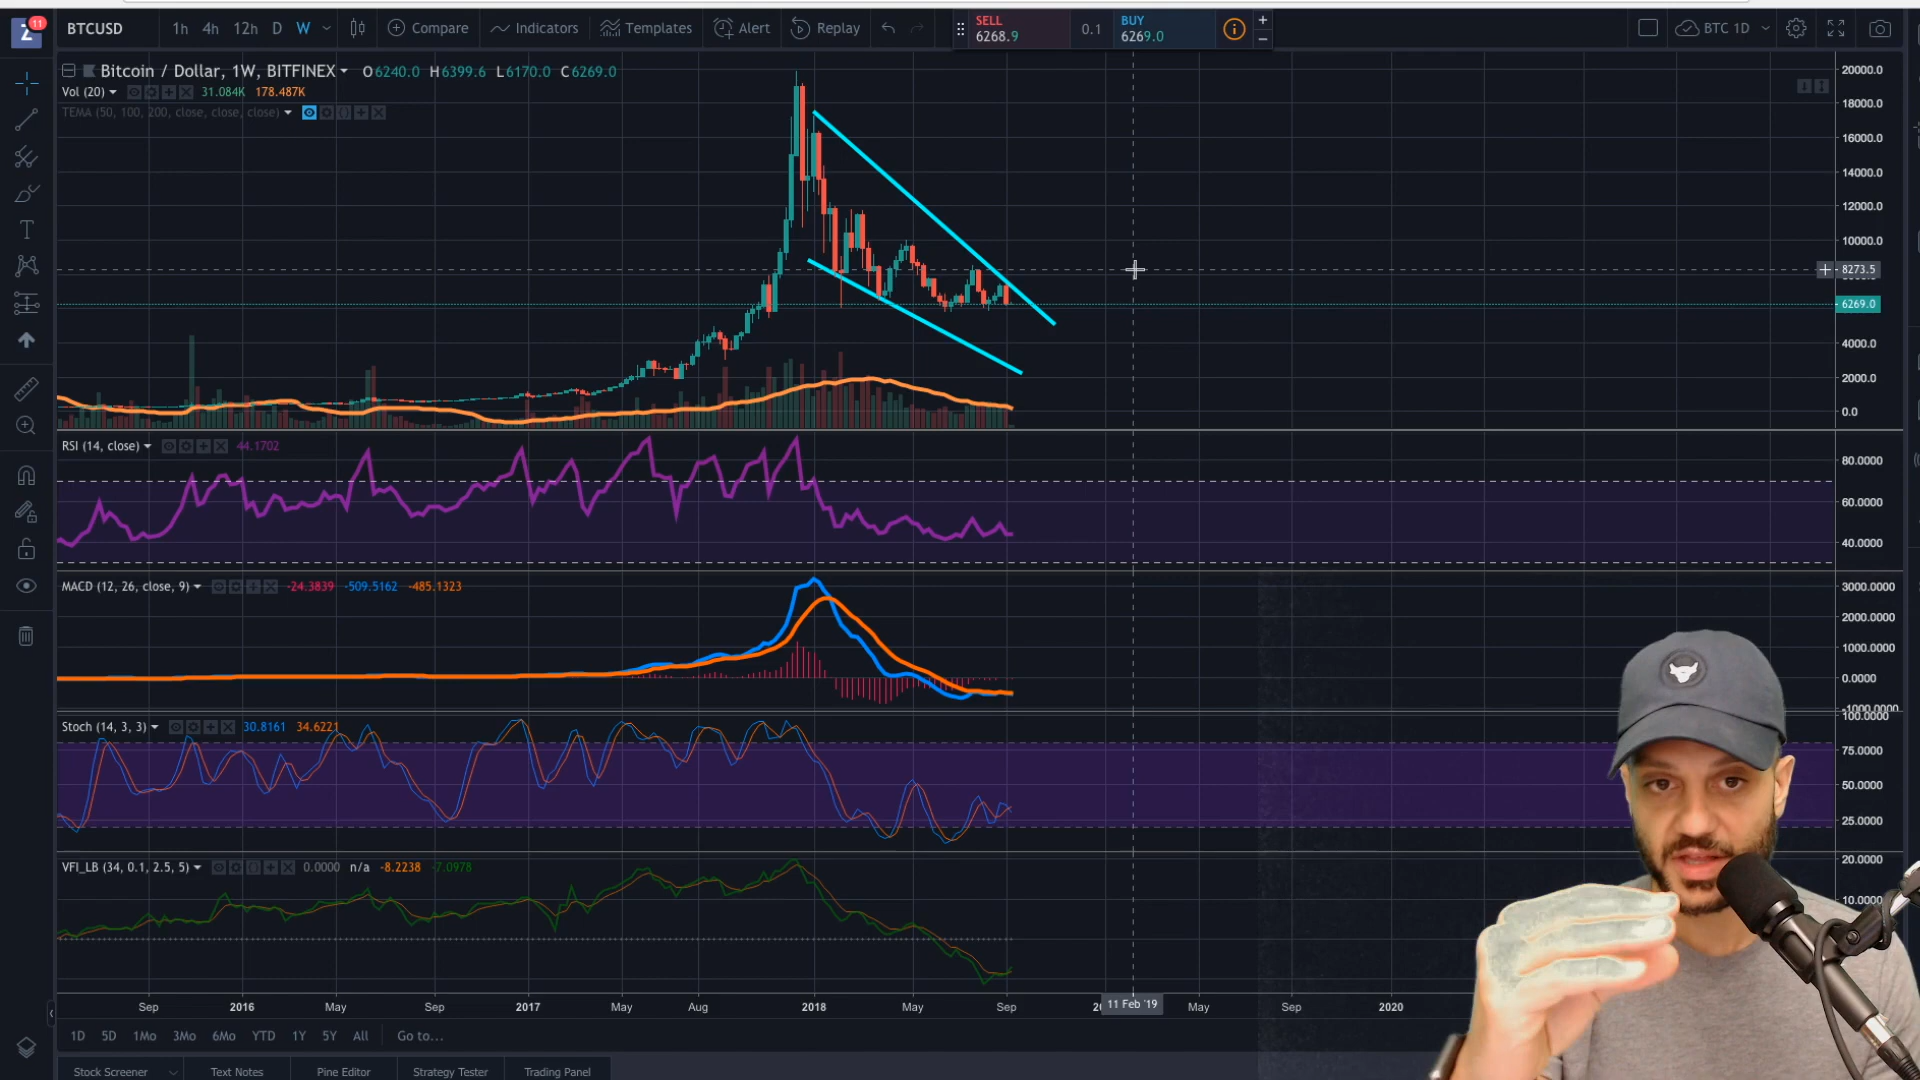 11
Z
BTCUSD 1h 4h 12h D W Compare Indicators Templates Alert Replay SELL 6268.9 0.1 BUY 6269.0 BTC 1D
Bitcoin / Dollar, 1W, BITFINEX O6240.0 H6399.6 L6170.0 C6269.0
Vol (20) 31.084K 178.487K
TEMA (50, 100, 200, close, close, close)
20000.0
18000.0
16000.0
14000.0
12000.0
10000.0
8273.5
6269.0
4000.0
2000.0
0.0
RSI (14, close) 44.1702
80.0000
60.0000
40.0000
MACD (12, 26, close, 9) -24.3839 -509.5162 -485.1323
3000.0000
2000.0000
1000.0000
0.0000
-1000.0000
Stoch (14, 3, 3) 30.8161 34.6221
100.0000
75.0000
50.0000
25.0000
VFI_LB (34, 0.1, 2.5, 5) 0.0000 n/a -8.2238 -7.0978
20.0000
10.0000
Sep 2016 May Sep 2017 May Aug 2018 May Sep 11 Feb '19 May Sep 2020
1D 5D 1Mo 3Mo 6Mo YTD 1Y 5Y All Go to...
Stock Screener Text Notes Pine Editor Strategy Tester Trading Panel